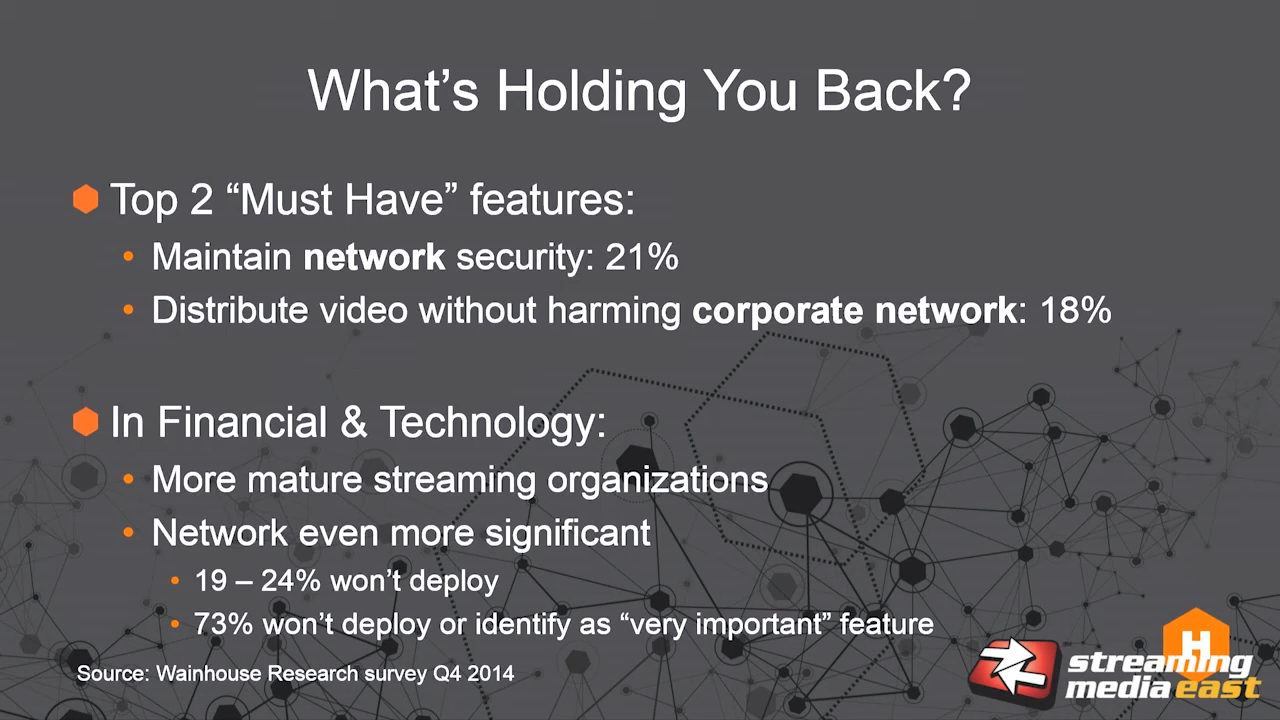 What’s Holding You Back?
Top 2 “Must Have” features:
Maintain network security: 21%
Distribute video without harming corporate network: 18%
In Financial & Technology:
More mature streaming organizations
Network even more significant
19 – 24% won’t deploy
73% won’t deploy or identify as “very important” feature
Source: Wainhouse Research survey Q4 2014
H
streaming
media east